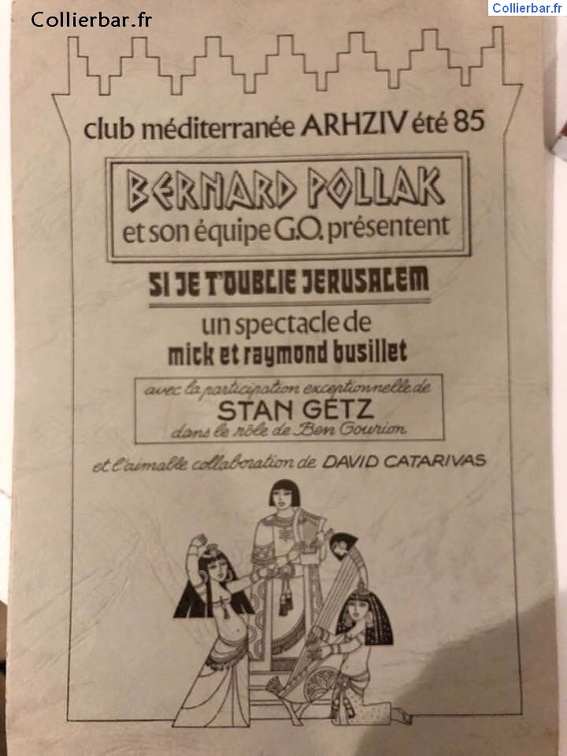 Collierbar.fr
Collierbar.fr
club méditerranée ARHZIV été 85
BERNARD POLLAK
et son équipe G.O. présentent
SI JE T'OUBLIE JERUSALEM
un spectacle de
mick et raymond busillet
avec la participation exceptionnelle de
STAN GETZ
dans le rôle de Ben Gourion
et l'aimable collaboration de DAVID CATARIVAS